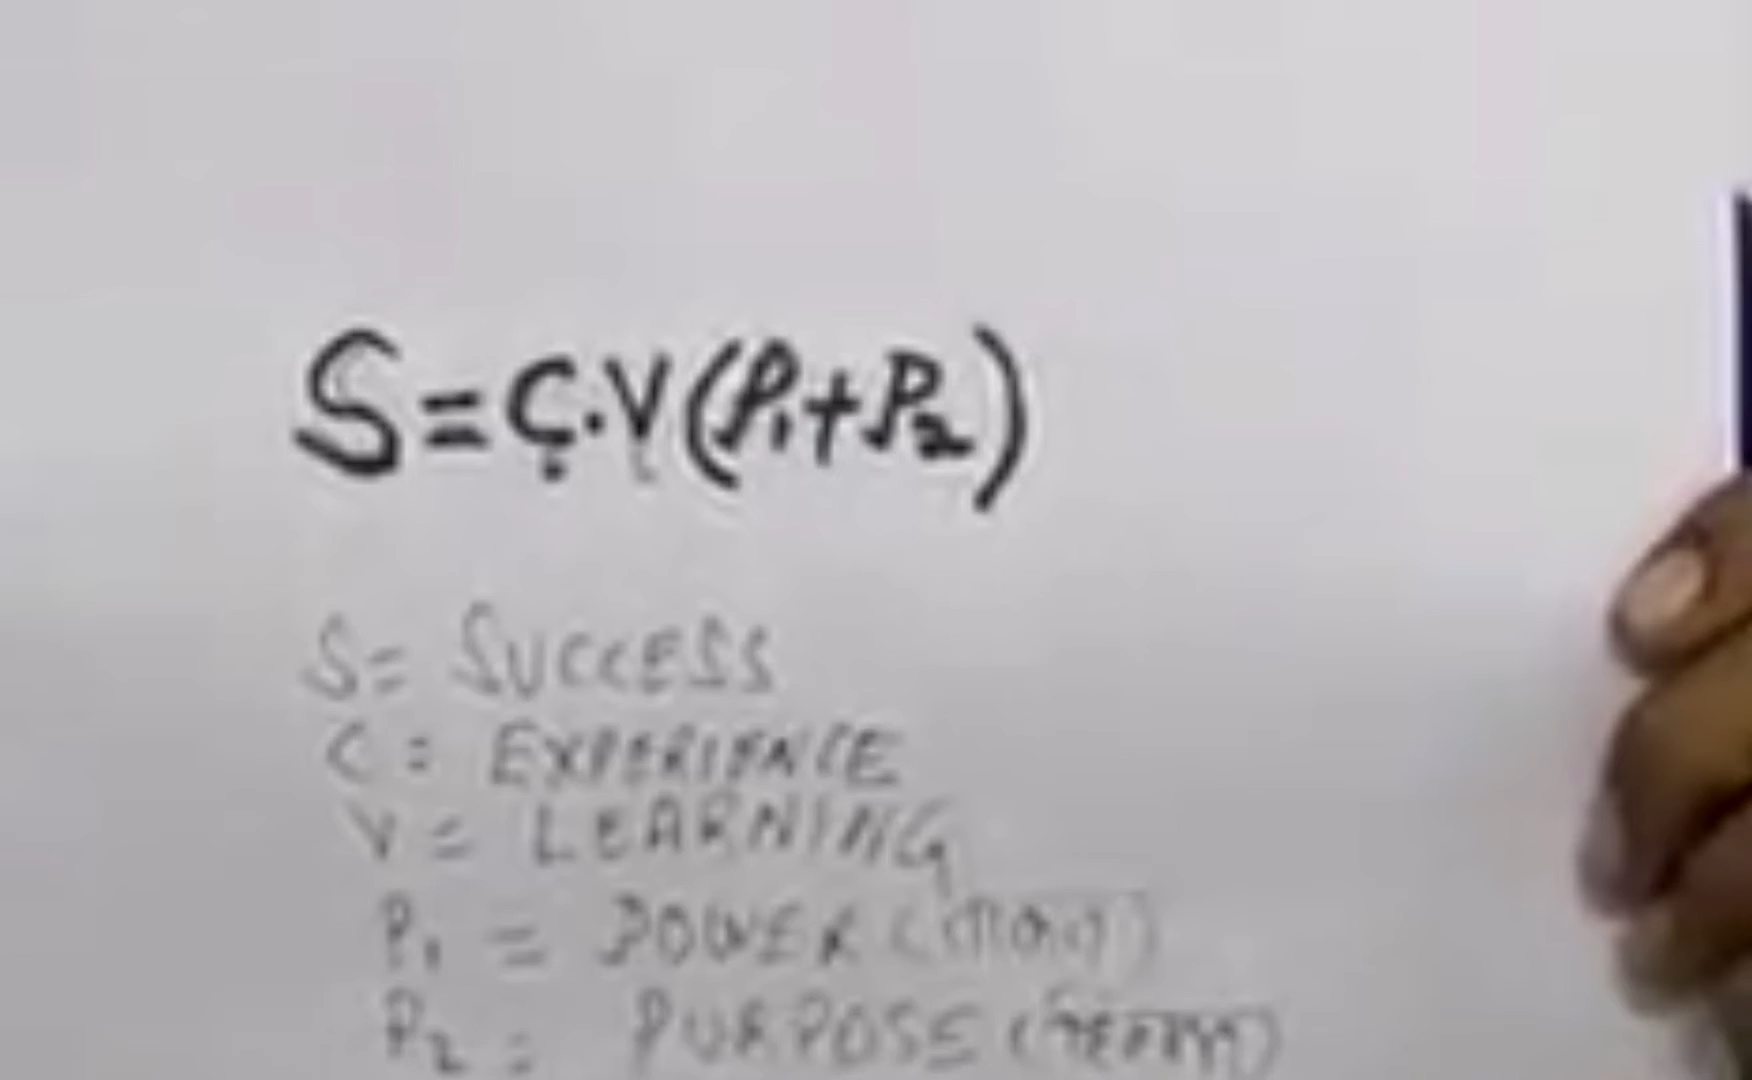 S=C.V(P₁+P₂)
S= SUCCESS
C = EXPERIENCE
V = LEARNING
P₁ = POWER
P₂ = PURPOSE